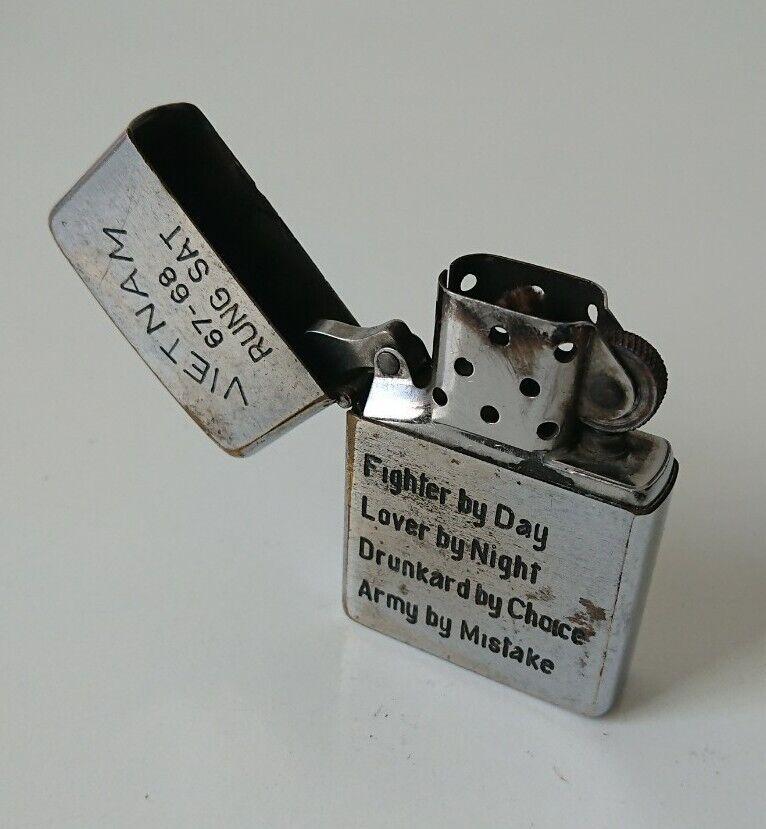 VIETNAM
67-68
RUNG SAT
Fighter by Day
Lover by Night
Drunkard by Choice
Army by Mistake